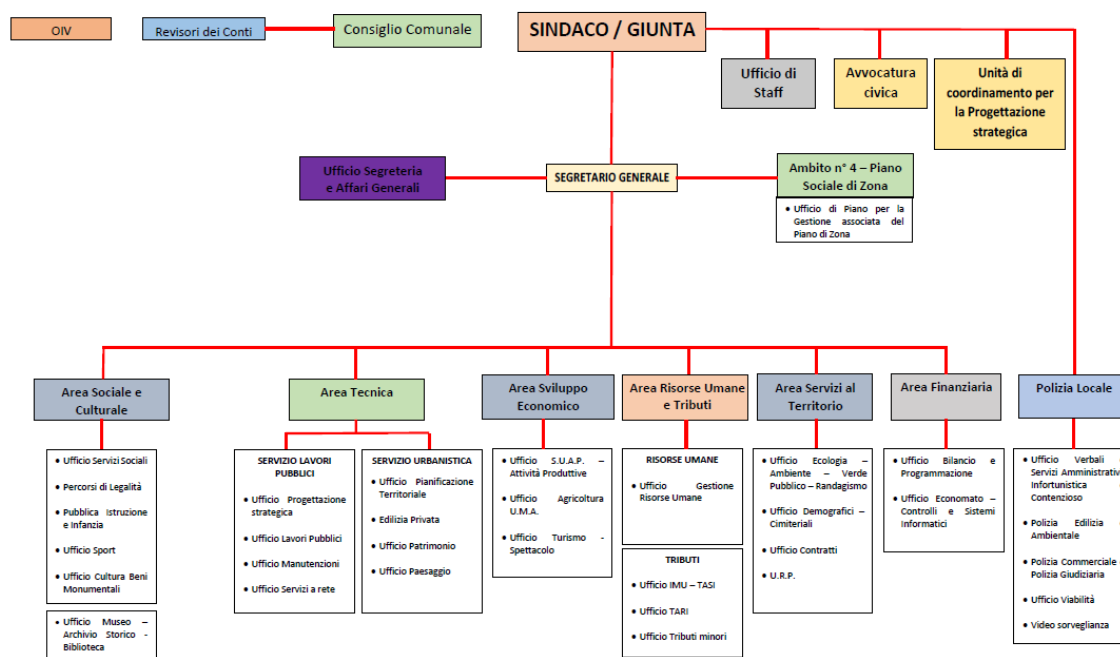 OIV
Revisori dei Conti
Consiglio Comunale
SINDACO / GIUNTA
Ufficio di
Staff
Avvocatura
civica
Unità di
coordinamento per
la Progettazione
strategica
Ufficio Segreteria
e Affari Generali
SEGRETARIO GENERALE
Ambito n° 4 – Piano
Sociale di Zona
• Ufficio di Piano per la
Gestione associata del
Piano di Zona
Area Sociale e
Culturale
• Ufficio Servizi Sociali
• Percorsi di Legalità
• Pubblica Istruzione
e Infanzia
• Ufficio Sport
• Ufficio Cultura Beni
Monumentali
• Ufficio Museo –
Archivio Storico -
Biblioteca
Area Tecnica
SERVIZIO LAVORI
PUBBLICI
• Ufficio Progettazione
strategica
• Ufficio Lavori Pubblici
• Ufficio Manutenzioni
• Ufficio Servizi a rete
SERVIZIO URBANISTICA
• Ufficio Pianificazione
Territoriale
• Edilizia Privata
• Ufficio Patrimonio
• Ufficio Paesaggio
Area Sviluppo
Economico
• Ufficio S.U.A.P. –
Attività Produttive
• Ufficio Agricoltura
U.M.A.
• Ufficio Turismo -
Spettacolo
Area Risorse Umane
e Tributi
RISORSE UMANE
• Ufficio Gestione
Risorse Umane
TRIBUTI
• Ufficio IMU – TASI
• Ufficio TARI
• Ufficio Tributi minori
Area Servizi al
Territorio
• Ufficio Ecologia –
Ambiente – Verde
Pubblico – Randagismo
• Ufficio Demografici –
Cimiteriali
• Ufficio Contratti
• U.R.P.
Area Finanziaria
• Ufficio Bilancio e
Programmazione
• Ufficio Economato –
Controlli e Sistemi
Informatici
Polizia Locale
• Ufficio Verbali
Servizi Amministrativ
Infortunistica
Contenzioso
• Polizia Edilizia
Ambientale
• Polizia Commerciale
Polizia Giudiziaria
• Ufficio Viabilità
• Video sorveglianza